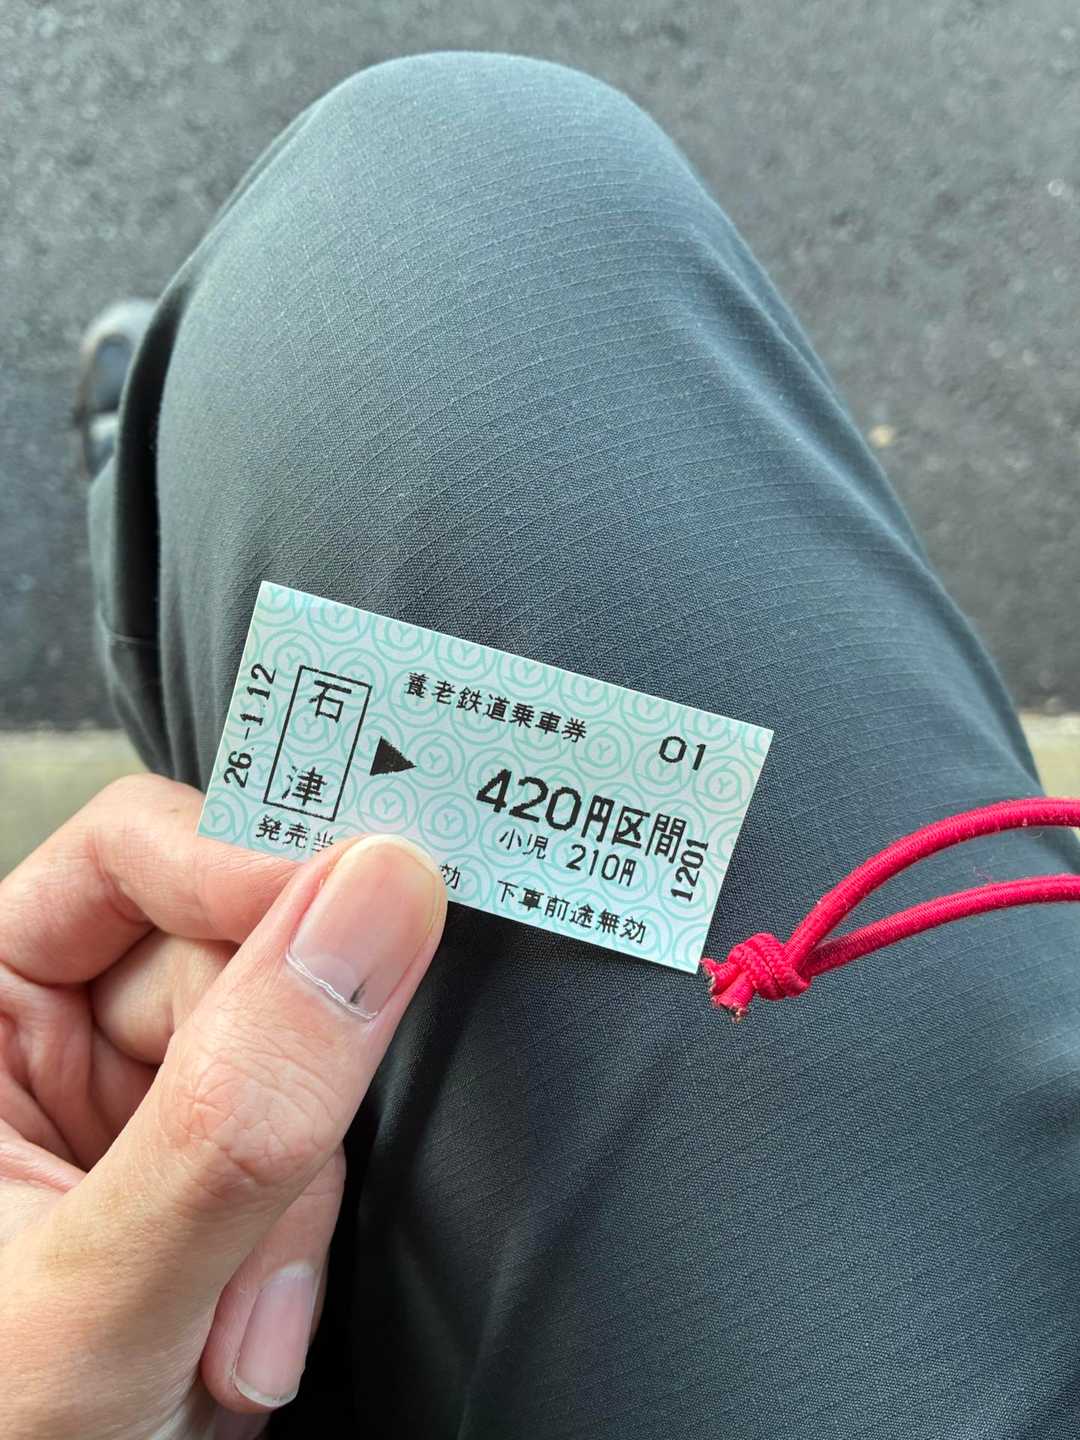 養老鉄道乗車券
01
26.-1.12
石津
▶
420円区間
小児 210円
1201
発売当
効 下車前途無効